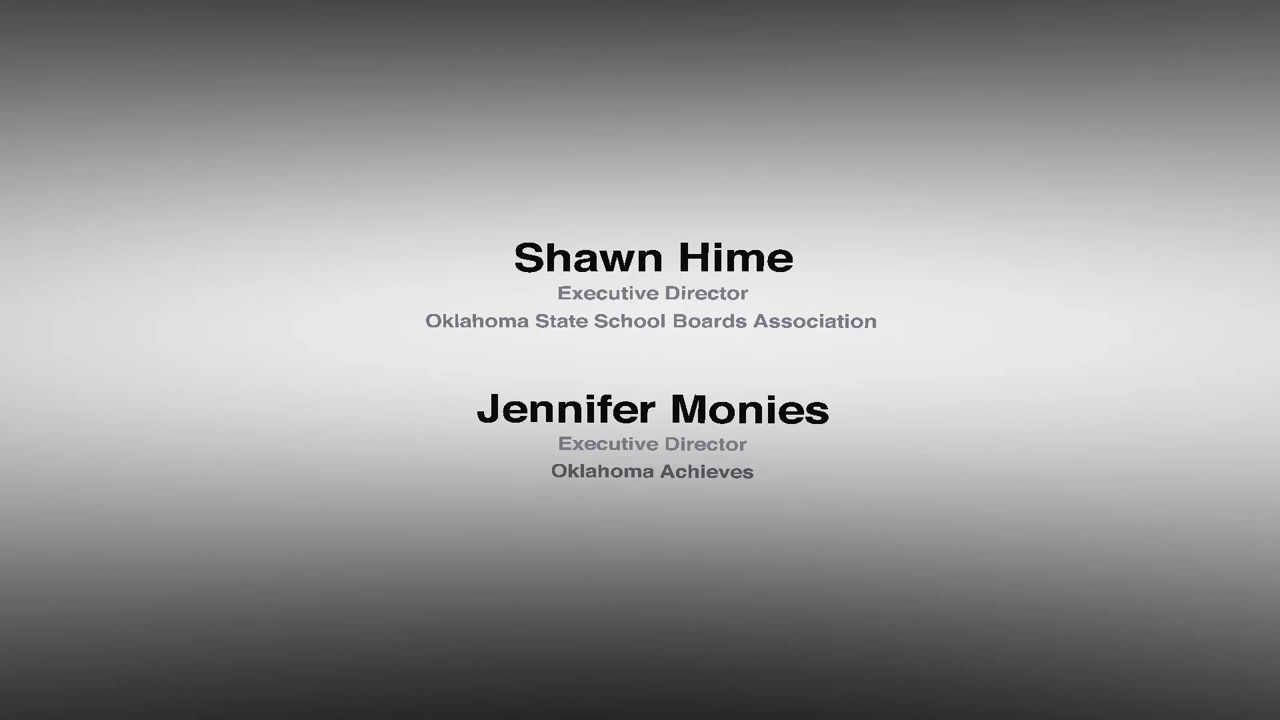 Shawn Hime
Executive Director
Oklahoma State School Boards Association
Jennifer Monies
Executive Director
Oklahoma Achieves